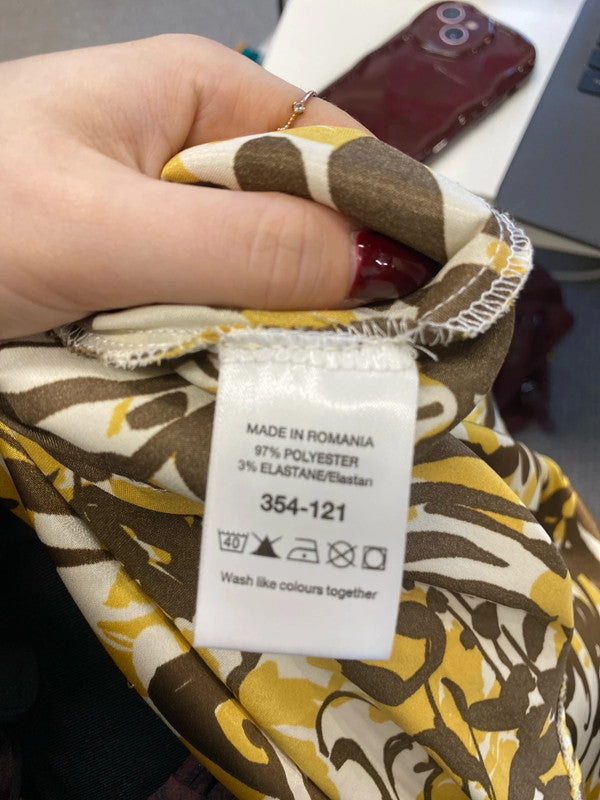 MADE IN ROMANIA
97% POLYESTER
3% ELASTANE/Elastan
354-121
40
Wash like colours together